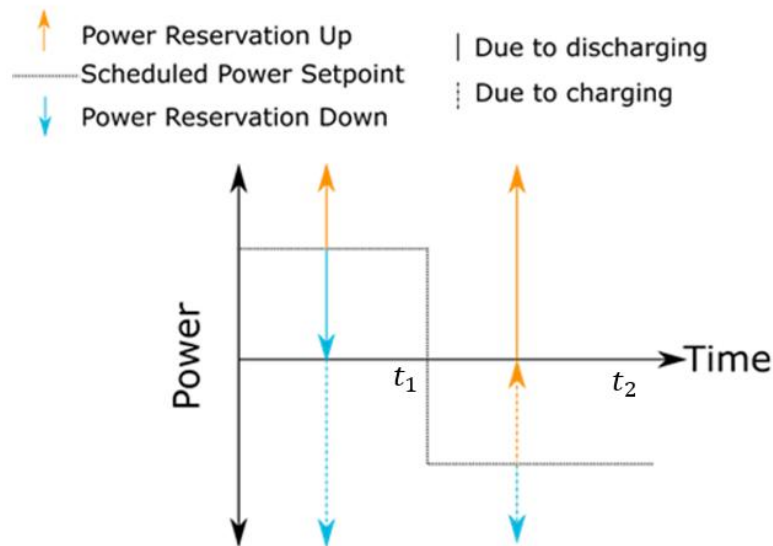 Power Reservation Up
Scheduled Power Setpoint
Power Reservation Down
Due to discharging
Due to charging
Power
Time
t₁
t₂